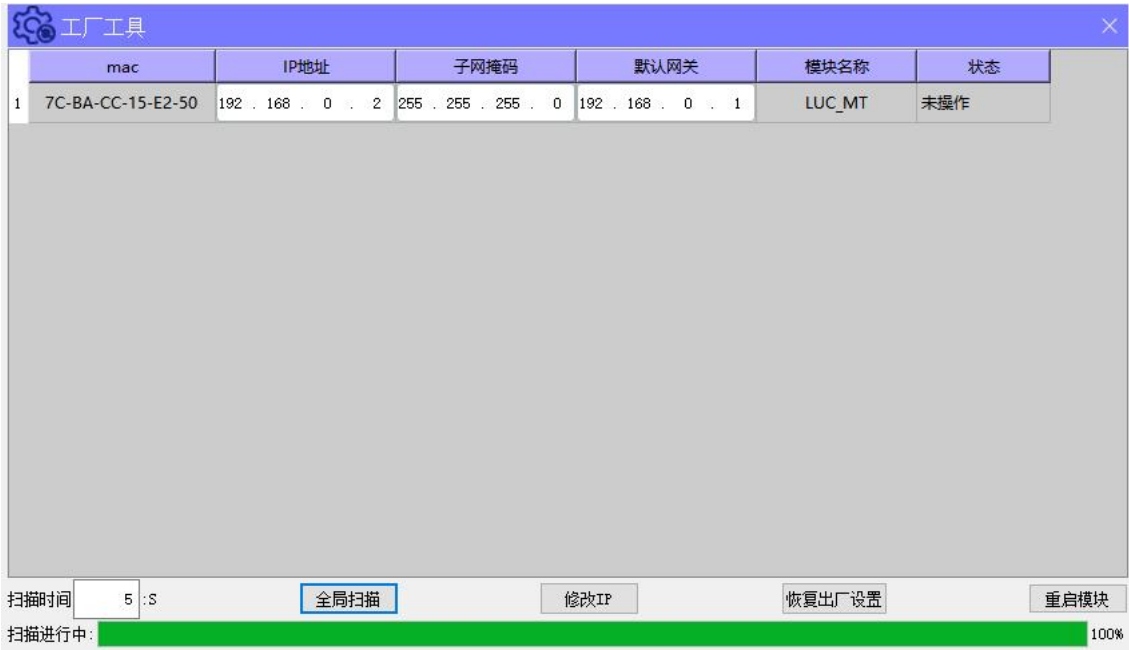 工厂工具
mac IP地址 子网掩码 默认网关 模块名称 状态
1 7C-BA-CC-15-E2-50 192 . 168 . 0 . 2 255 . 255 . 255 . 0 192 . 168 . 0 . 1 LUC_MT 未操作
扫描时间 5 :S 全局扫描 修改IP 恢复出厂设置 重启模块
扫描进行中: 100%